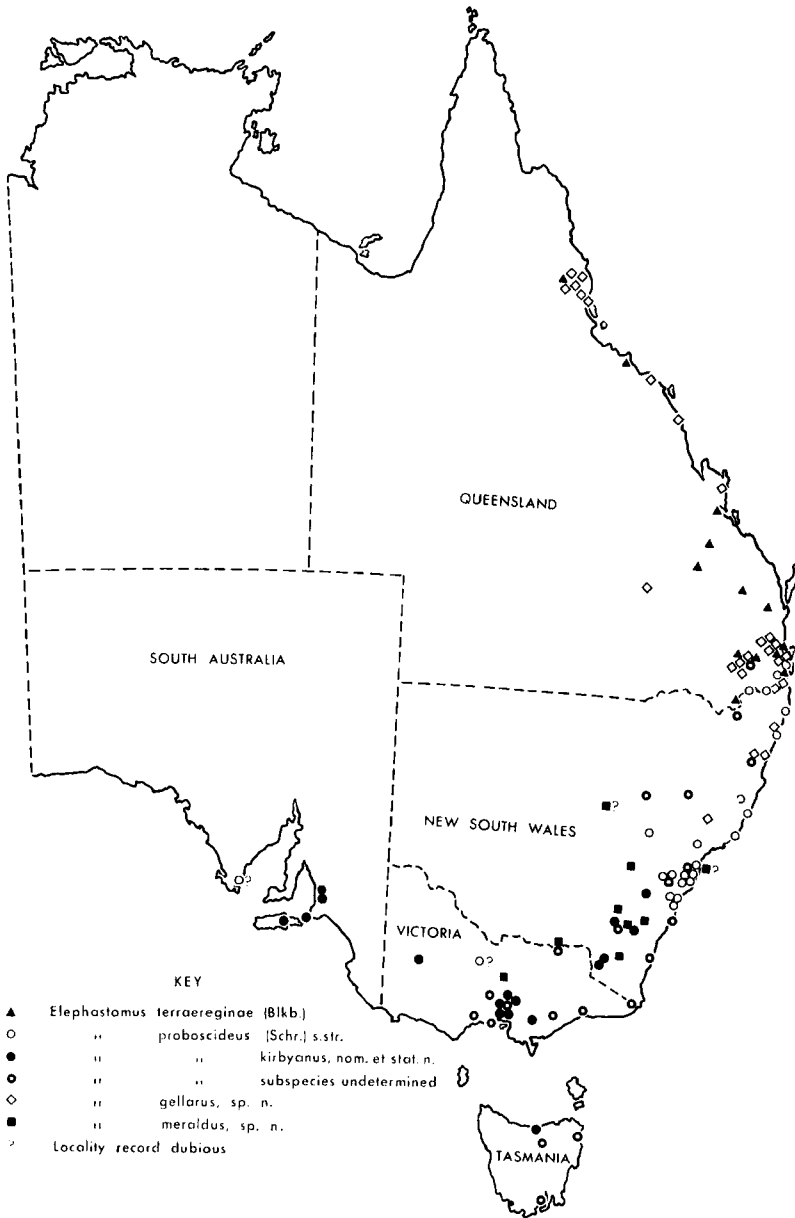 QUEENSLAND
SOUTH AUSTRALIA
NEW SOUTH WALES
?
?
?
VICTORIA
?
KEY
▲ Elephastomus terraereginae (Blkb.)
○ " proboscideus (Schr.) s.str.
● " " kirbyanus, nom. et stat. n.
◉ " " subspecies undetermined
◇ " gellarus, sp. n.
■ " meraldus, sp. n.
? Locality record dubious
TASMANIA